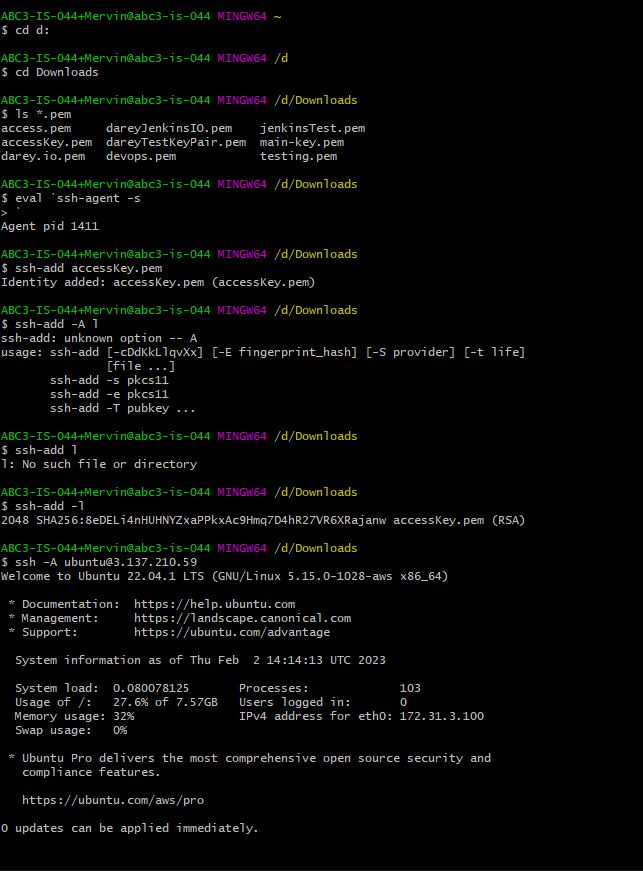 ABC3-IS-044+Mervin@abc3-is-044 MINGW64 ~
$ cd d:
ABC3-IS-044+Mervin@abc3-is-044 MINGW64 /d
$ cd Downloads
ABC3-IS-044+Mervin@abc3-is-044 MINGW64 /d/Downloads
$ ls *.pem
access.pem     dareyJenkinsIO.pem    jenkinsTest.pem
accessKey.pem  dareyTestKeyPair.pem  main-key.pem
darey.io.pem   devops.pem            testing.pem
ABC3-IS-044+Mervin@abc3-is-044 MINGW64 /d/Downloads
$ eval `ssh-agent -s
> `
Agent pid 1411
ABC3-IS-044+Mervin@abc3-is-044 MINGW64 /d/Downloads
$ ssh-add accessKey.pem
Identity added: accessKey.pem (accessKey.pem)
ABC3-IS-044+Mervin@abc3-is-044 MINGW64 /d/Downloads
$ ssh-add -A l
ssh-add: unknown option -- A
usage: ssh-add [-cDdKkLlqvXx] [-E fingerprint_hash] [-S provider] [-t life]
               [file ...]
       ssh-add -s pkcs11
       ssh-add -e pkcs11
       ssh-add -T pubkey ...
ABC3-IS-044+Mervin@abc3-is-044 MINGW64 /d/Downloads
$ ssh-add l
l: No such file or directory
ABC3-IS-044+Mervin@abc3-is-044 MINGW64 /d/Downloads
$ ssh-add -l
2048 SHA256:8eDELi4nHUHNYZxaPPkxAc9Hmq7D4hR27VR6XRajanw accessKey.pem (RSA)
ABC3-IS-044+Mervin@abc3-is-044 MINGW64 /d/Downloads
$ ssh -A ubuntu@3.137.210.59
Welcome to Ubuntu 22.04.1 LTS (GNU/Linux 5.15.0-1028-aws x86_64)
 * Documentation:  https://help.ubuntu.com
 * Management:     https://landscape.canonical.com
 * Support:        https://ubuntu.com/advantage
  System information as of Thu Feb  2 14:14:13 UTC 2023
  System load:  0.080078125       Processes:             103
  Usage of /:   27.6% of 7.57GB   Users logged in:       0
  Memory usage: 32%               IPv4 address for eth0: 172.31.3.100
  Swap usage:   0%
 * Ubuntu Pro delivers the most comprehensive open source security and
   compliance features.
   https://ubuntu.com/aws/pro
0 updates can be applied immediately.